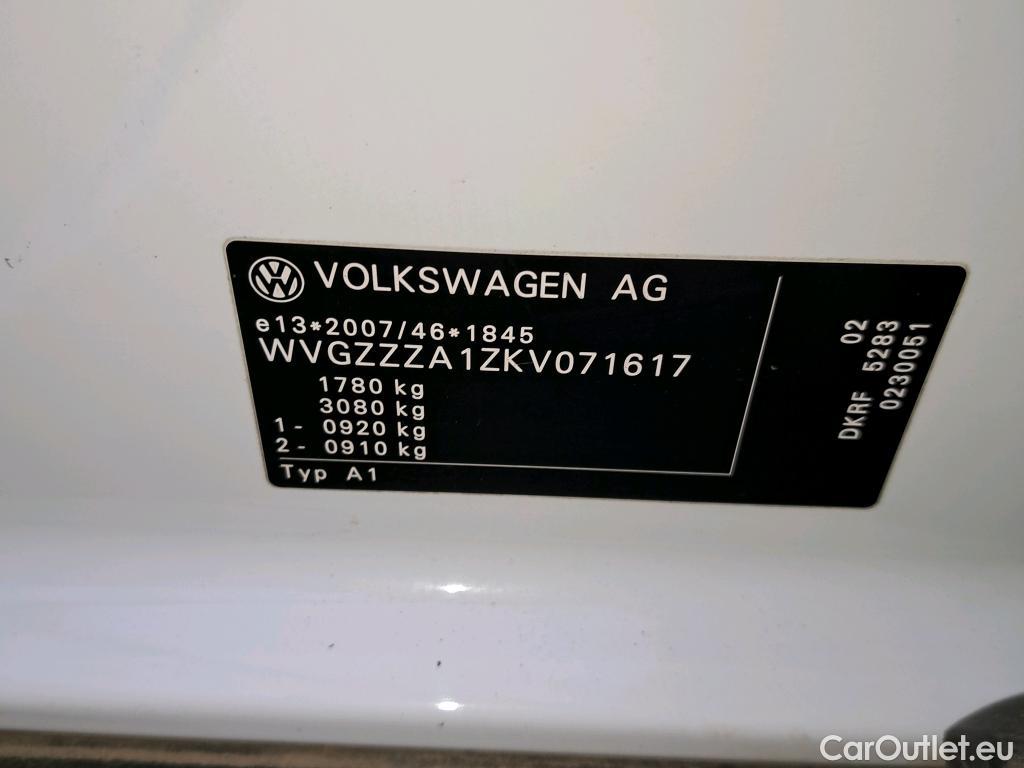 VOLKSWAGEN AG
e13*2007/46*1845
WVGZZZA1ZKV071617
1780 kg
3080 kg
1- 0920 kg
2- 0910 kg
Typ A1
02
DKRF 5283
0230051
CarOutlet.eu